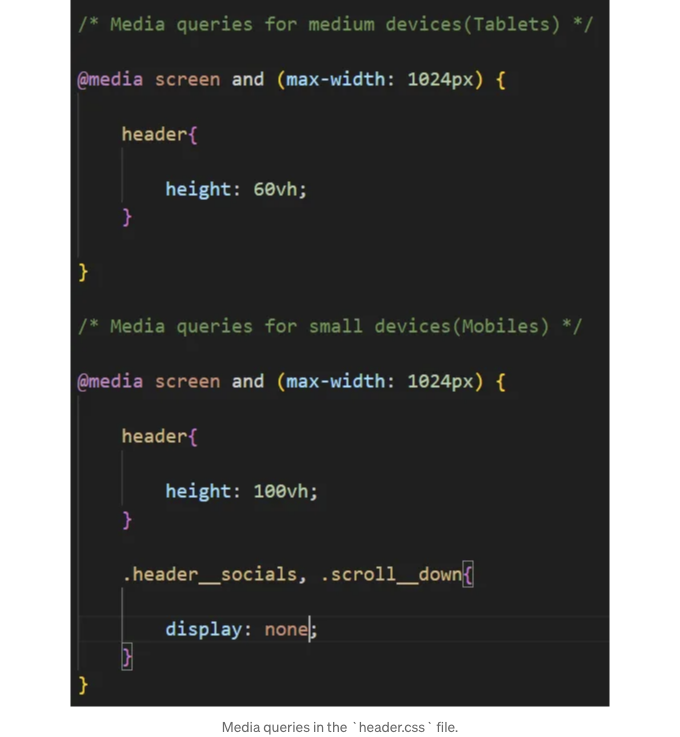 /* Media queries for medium devices(Tablets) */
@media screen and (max-width: 1024px) {
header{
height: 60vh;
}
}
/* Media queries for small devices(Mobiles) */
@media screen and (max-width: 1024px) {
header{
height: 100vh;
}
.header__socials, .scroll__down{
display: none;
}
}
Media queries in the `header.css` file.